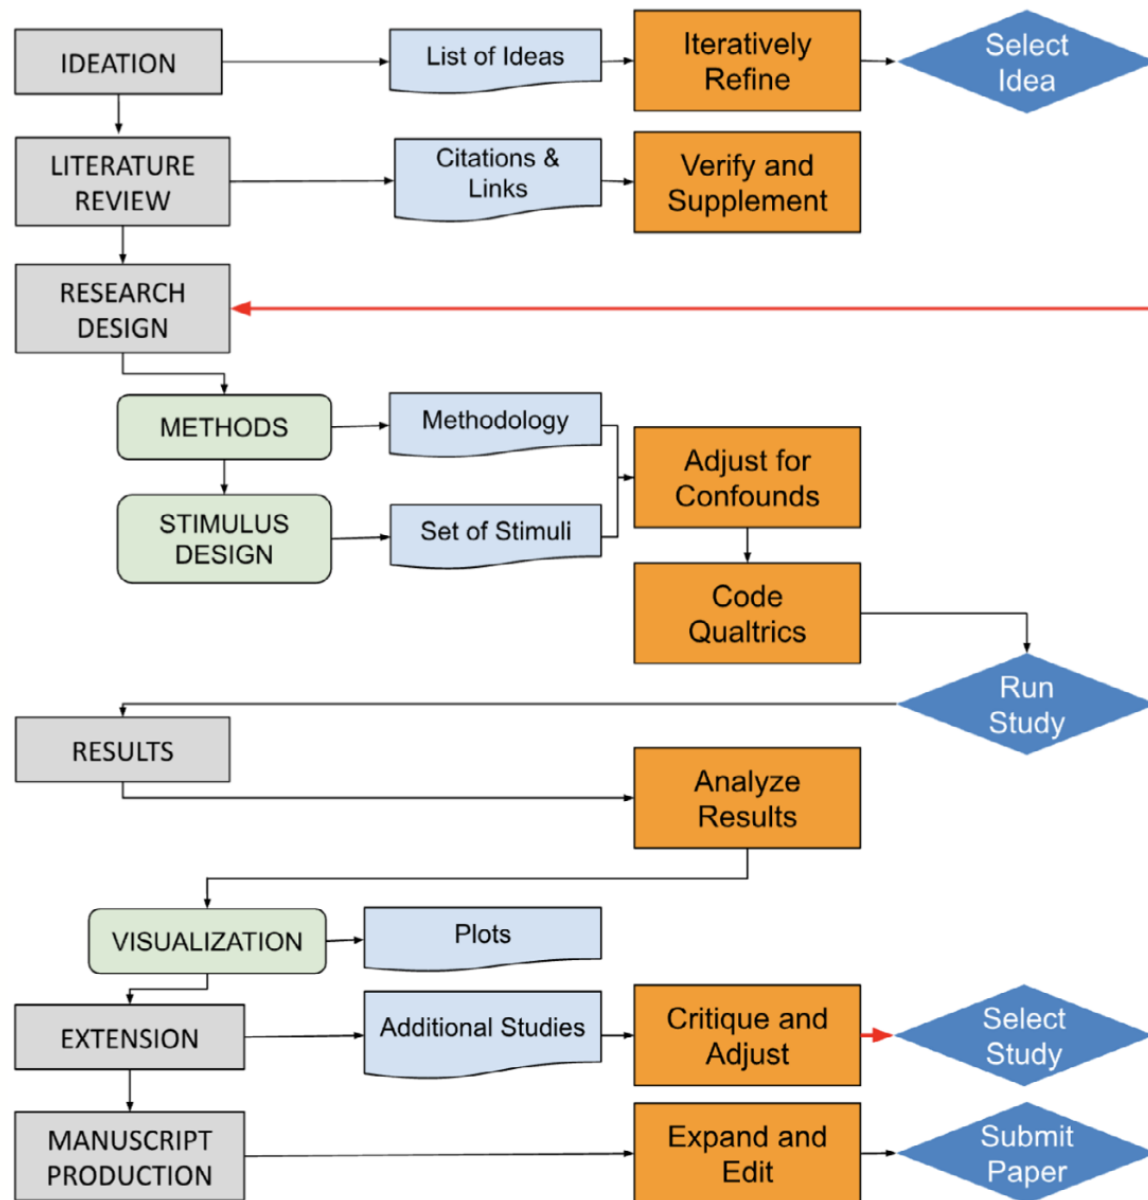 IDEATION
List of Ideas
Iteratively
Refine
Select
Idea
LITERATURE
REVIEW
Citations &
Links
Verify and
Supplement
RESEARCH
DESIGN
METHODS
Methodology
Adjust for
Confounds
STIMULUS
DESIGN
Set of Stimuli
Code
Qualtrics
Run
Study
RESULTS
Analyze
Results
VISUALIZATION
Plots
EXTENSION
Additional Studies
Critique and
Adjust
Select
Study
MANUSCRIPT
PRODUCTION
Expand and
Edit
Submit
Paper